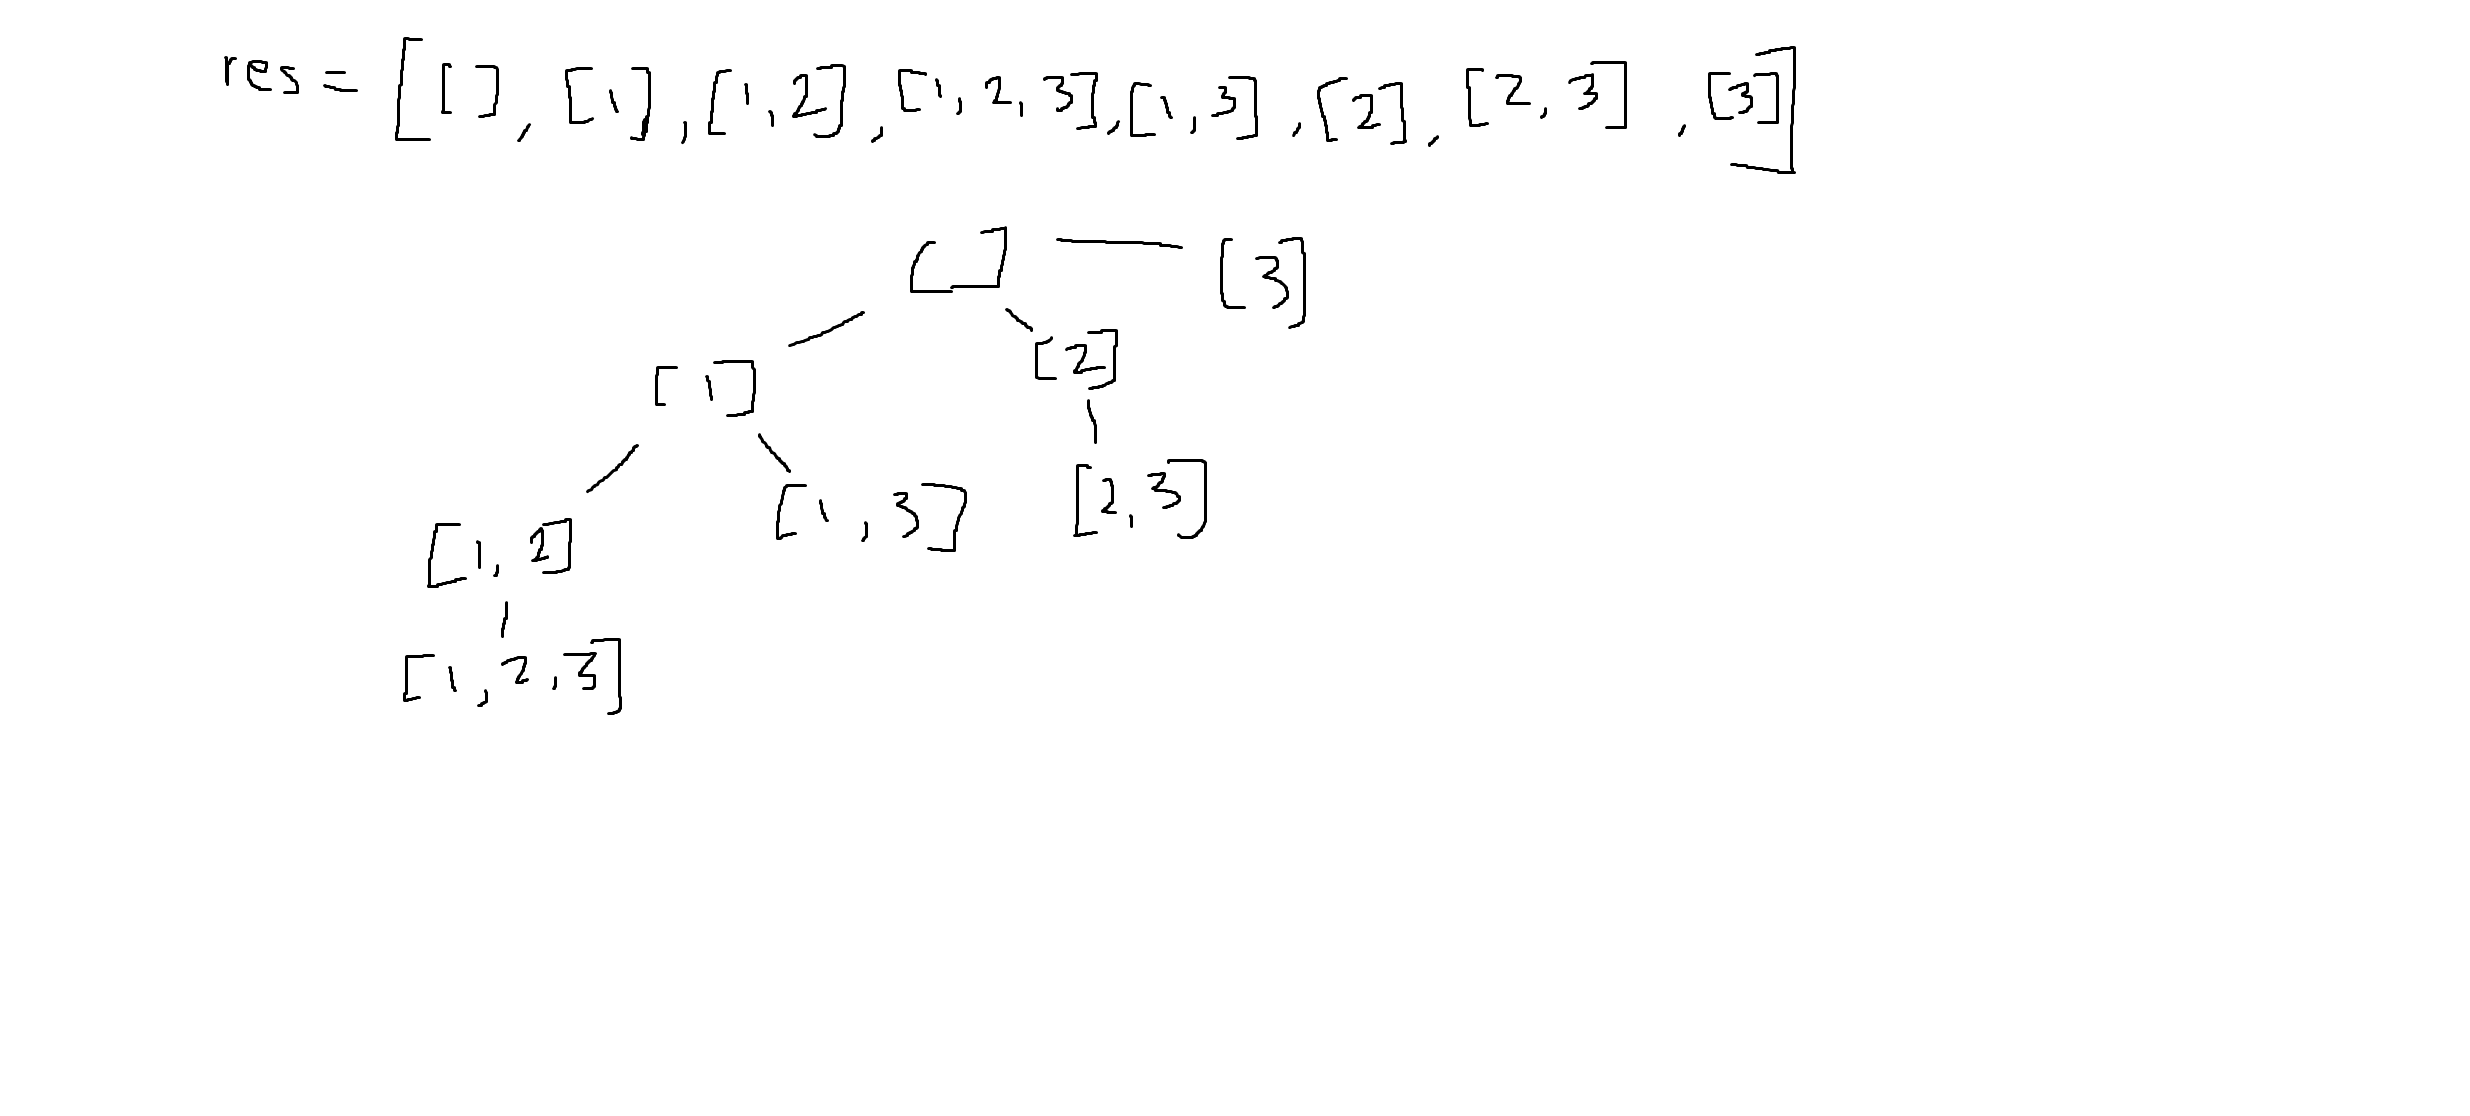 res = [[], [1], [1,2], [1,2,3], [1,3], [2], [2,3], [3]]
[] [3]
[1] [2]
[1,2] [1,3] [2,3]
[1,2,3]